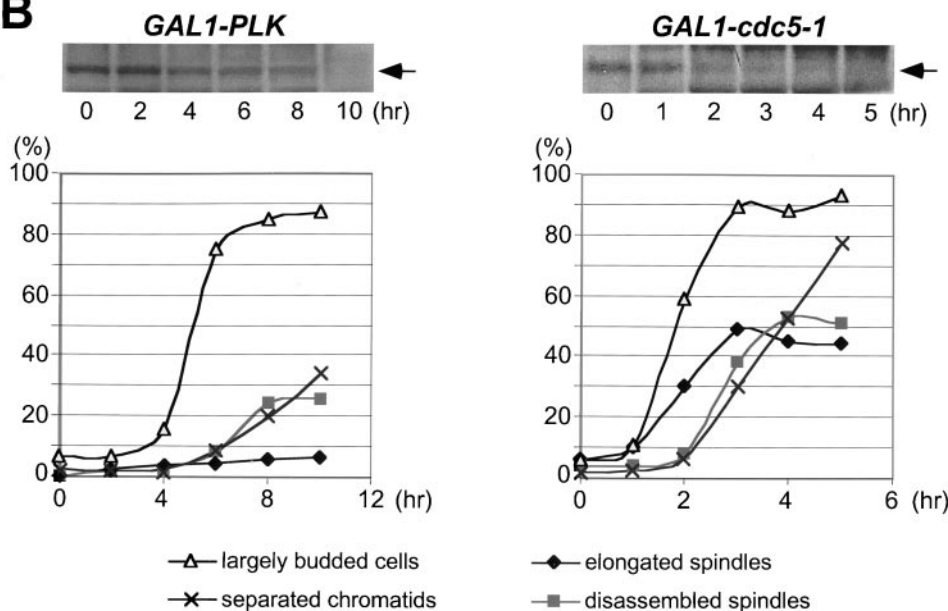 B
GAL1-PLK
0 2 4 6 8 10 (hr)
(%)
100
80
60
40
20
0
0 4 8 12 (hr)
GAL1-cdc5-1
0 1 2 3 4 5 (hr)
(%)
100
80
60
40
20
0
0 2 4 6 (hr)
largely budded cells
separated chromatids
elongated spindles
disassembled spindles